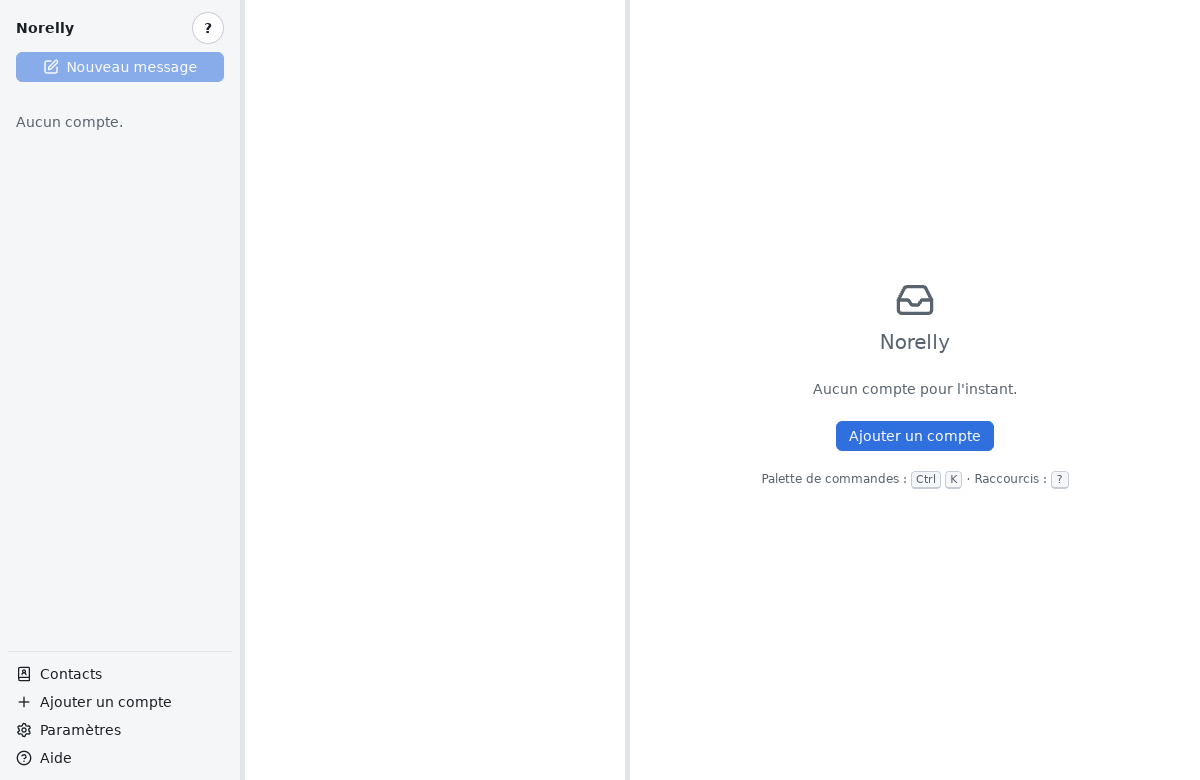 Norelly
?
Nouveau message
Aucun compte.
Contacts
Ajouter un compte
Paramètres
Aide
Norelly
Aucun compte pour l'instant.
Ajouter un compte
Palette de commandes : Ctrl K · Raccourcis : ?